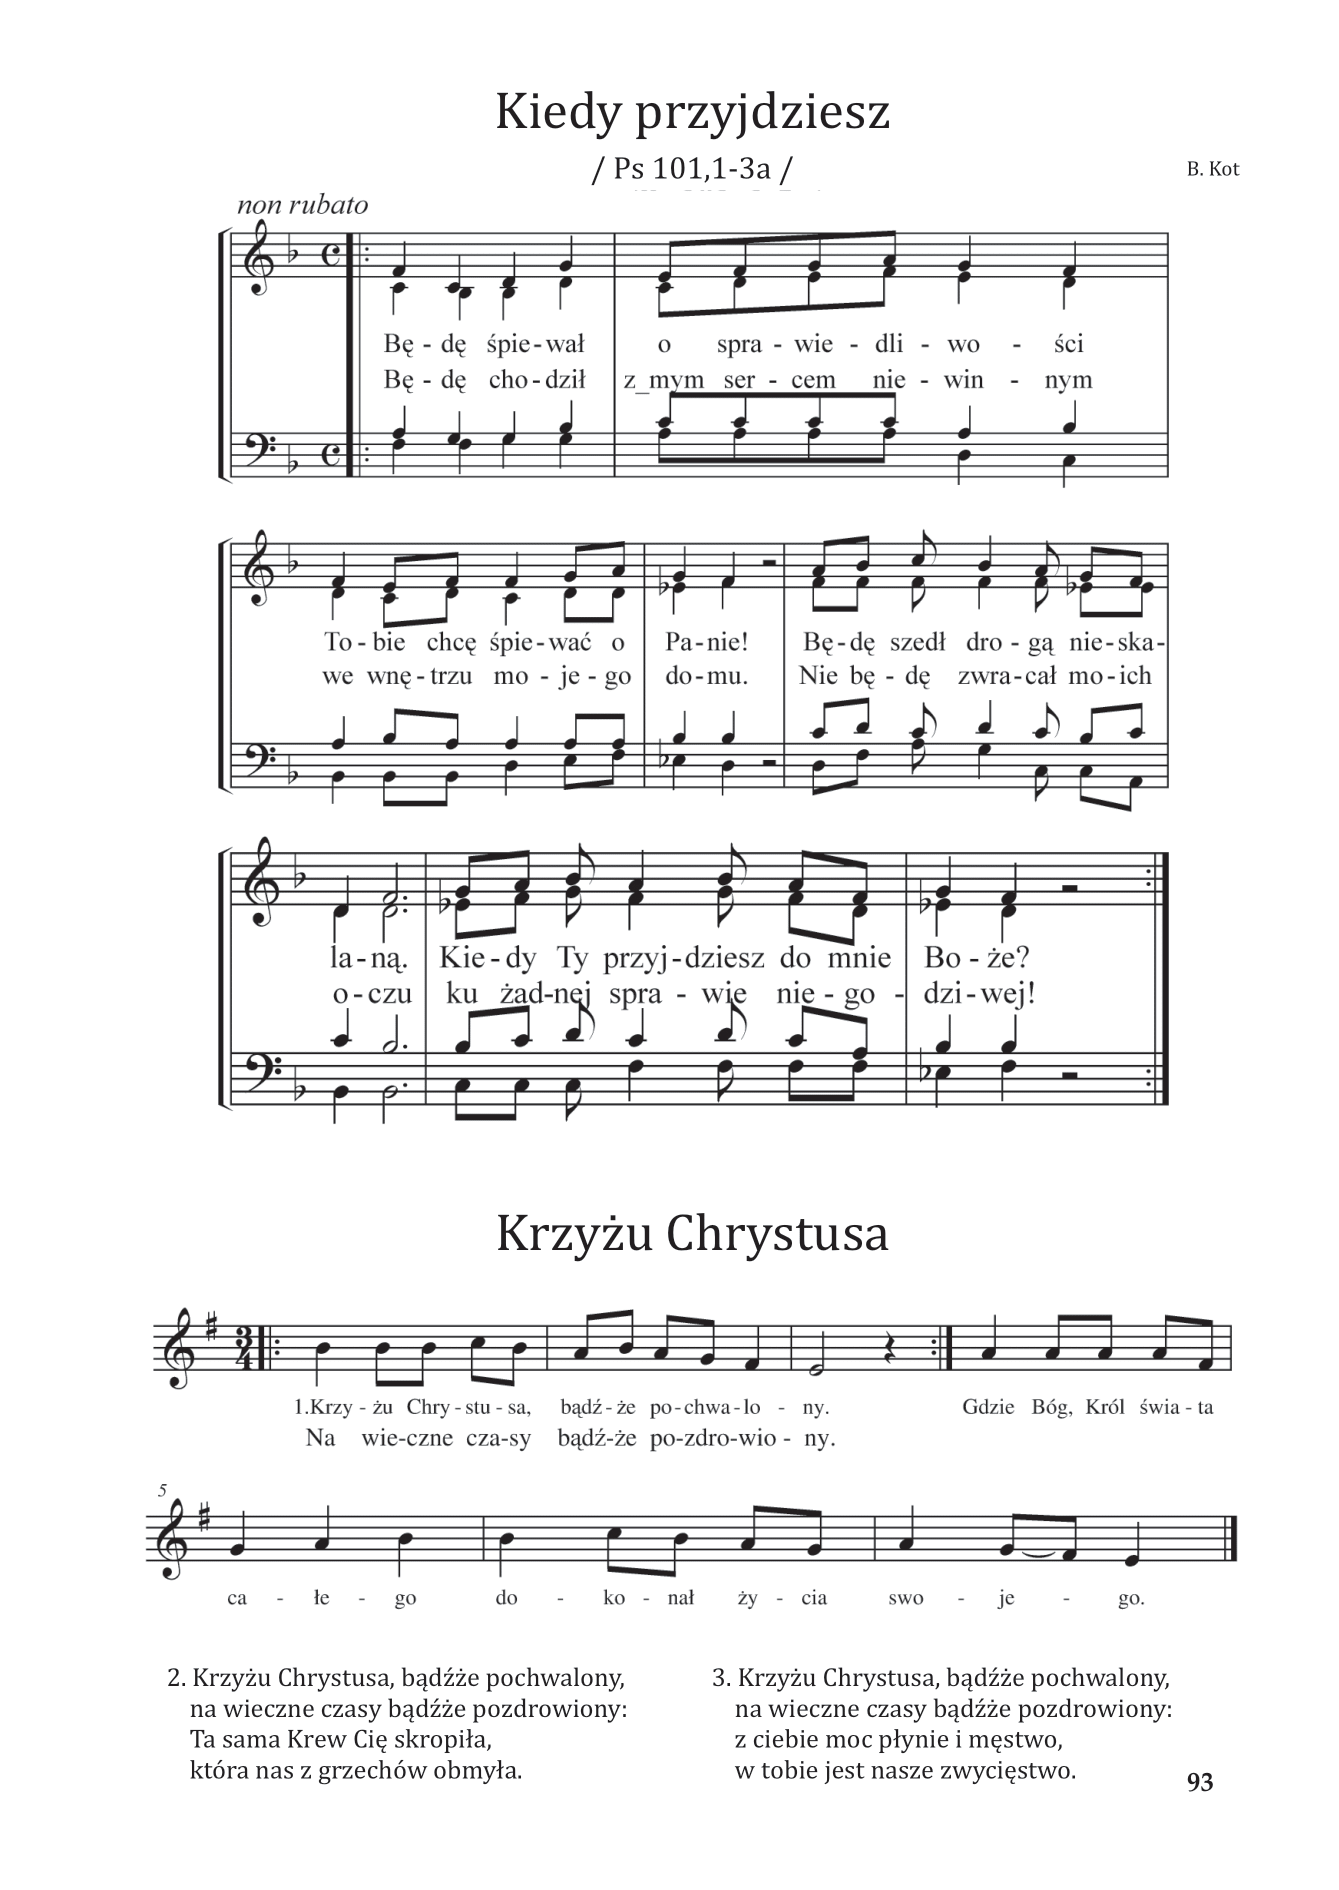 Kiedy przyjdziesz
/ Ps 101,1-3a /
B. Kot
non rubato
Bę - dę śpie - wał o spra - wie - dli - wo - ści
Bę - dę cho - dził z_mym ser - cem nie - win - nym
To - bie chcę śpie - wać o Pa - nie! Bę - dę szedł dro - gą nie - ska -
we wnę - trzu mo - je - go do - mu. Nie bę - dę zwra - cał mo - ich
la - ną. Kie - dy Ty przyj - dziesz do mnie Bo - że?
o - czu ku żad - nej spra - wie nie - go - dzi - wej!
Krzyżu Chrystusa
3
4
1.Krzy - żu Chry - stu - sa, bądź - że po - chwa - lo - ny. Gdzie Bóg, Król świa - ta
Na wie - czne cza - sy bądź - że po - zdro - wio - ny.
5
ca - łe - go do - ko - nał ży - cia swo - je - go.
2. Krzyżu Chrystusa, bądźże pochwalony,
na wieczne czasy bądźże pozdrowiony:
Ta sama Krew Cię skropiła,
która nas z grzechów obmyła.
3. Krzyżu Chrystusa, bądźże pochwalony,
na wieczne czasy bądźże pozdrowiony:
z ciebie moc płynie i męstwo,
w tobie jest nasze zwycięstwo.
93